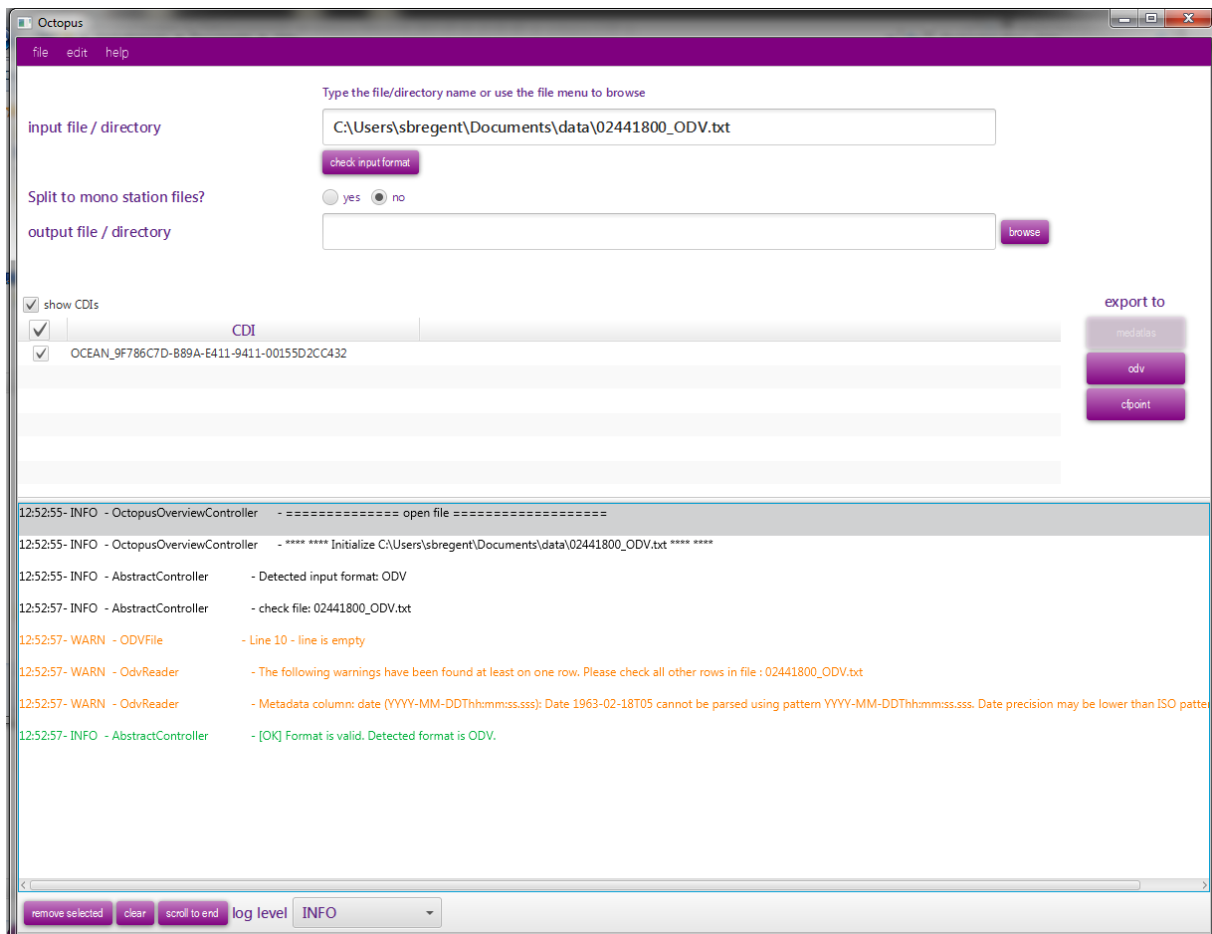 Octopus
file edit help
Type the file/directory name or use the file menu to browse
input file / directory
C:\Users\sbregent\Documents\data\02441800_ODV.txt
check input format
Split to mono station files?
yes no
output file / directory
browse
show CDIs
export to
CDI
medatlas
OCEAN_9F786C7D-B89A-E411-9411-00155D2CC432
odv
cfpoint
12:52:55- INFO - OctopusOverviewController - ============== open file ===================
12:52:55- INFO - OctopusOverviewController - **** **** Initialize C:\Users\sbregent\Documents\data\02441800_ODV.txt **** ****
12:52:55- INFO - AbstractController - Detected input format: ODV
12:52:57- INFO - AbstractController - check file: 02441800_ODV.txt
12:52:57- WARN - ODVFile - Line 10 - line is empty
12:52:57- WARN - OdvReader - The following warnings have been found at least on one row. Please check all other rows in file : 02441800_ODV.txt
12:52:57- WARN - OdvReader - Metadata column: date (YYYY-MM-DDThh:mm:ss.sss): Date 1963-02-18T05 cannot be parsed using pattern YYYY-MM-DDThh:mm:ss.sss. Date precision may be lower than ISO patte
12:52:57- INFO - AbstractController - [OK] Format is valid. Detected format is ODV.
remove selected clear scroll to end log level INFO